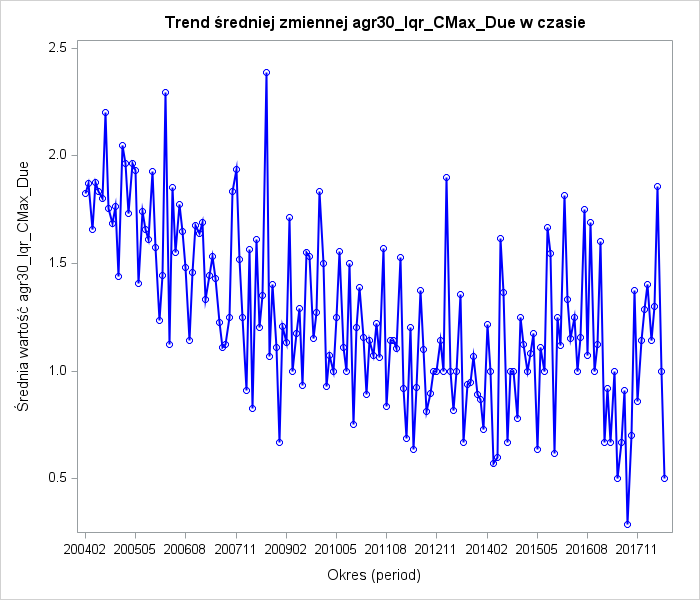 Trend średniej zmiennej agr30_Iqr_CMax_Due w czasie
Średnia wartość agr30_Iqr_CMax_Due
2.5
2.0
1.5
1.0
0.5
200402 200505 200608 200711 200902 201005 201108 201211 201402 201505 201608 201711
Okres (period)